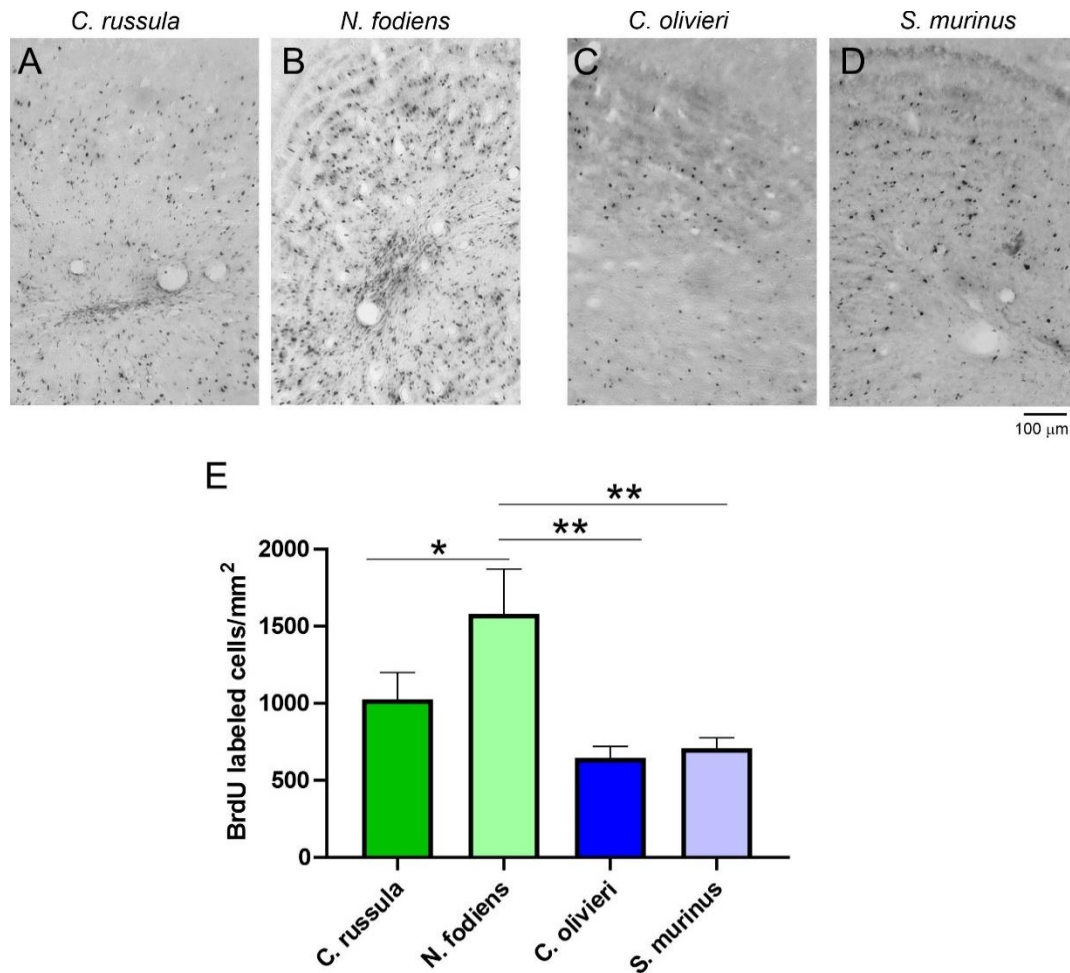 C. russula N. fodiens C. olivieri S. murinus
A B C D
100 μm
E
**
**
*
BrdU labeled cells/mm²
2000
1500
1000
500
0
C. russula
N. fodiens
C. olivieri
S. murinus